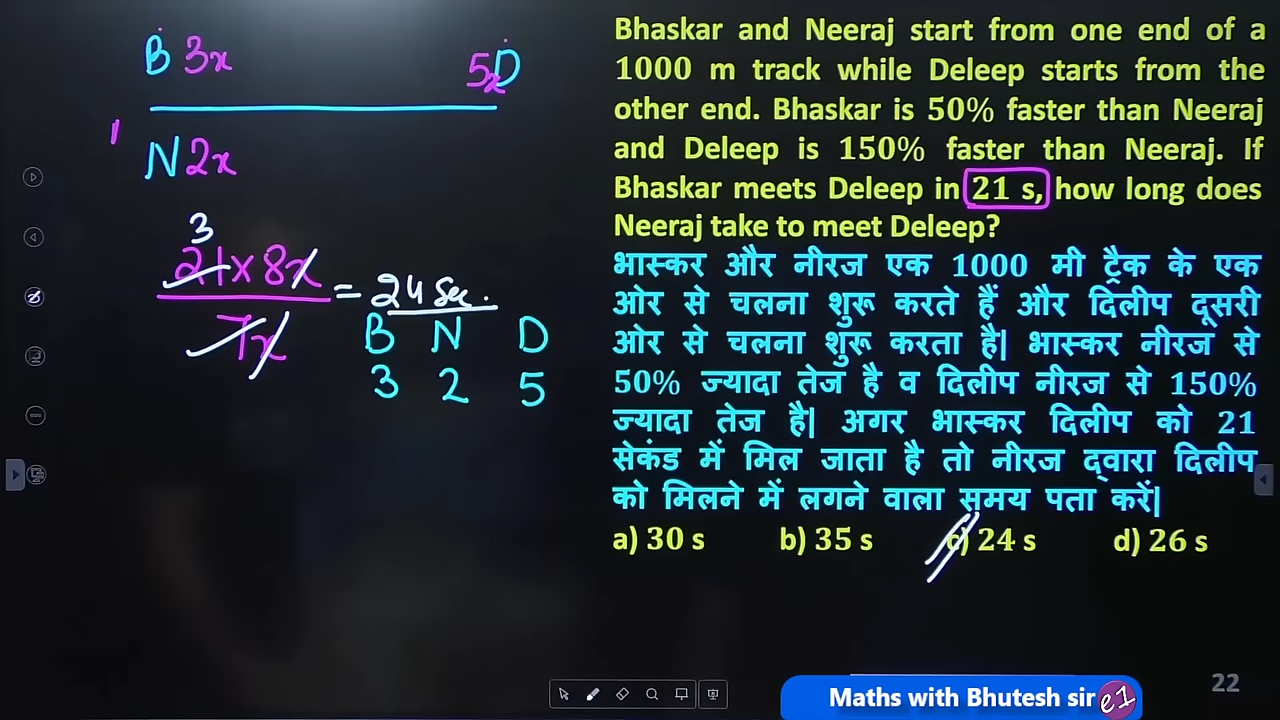 B 3x
5x D
N 2x
3
21 x 8x = 24 Sec.
7x
B N D
3 2 5
Bhaskar and Neeraj start from one end of a
1000 m track while Deleep starts from the
other end. Bhaskar is 50% faster than Neeraj
and Deleep is 150% faster than Neeraj. If
Bhaskar meets Deleep in 21 s, how long does
Neeraj take to meet Deleep?
भास्कर और नीरज एक 1000 मी ट्रैक के एक
ओर से चलना शुरू करते हैं और दिलीप दूसरी
ओर से चलना शुरू करता है| भास्कर नीरज से
50% ज्यादा तेज है व दिलीप नीरज से 150%
ज्यादा तेज है| अगर भास्कर दिलीप को 21
सेकंड में मिल जाता है तो नीरज द्वारा दिलीप
को मिलने में लगने वाला समय पता करें|
a) 30 s b) 35 s c) 24 s d) 26 s
22
Maths with Bhutesh sir e1